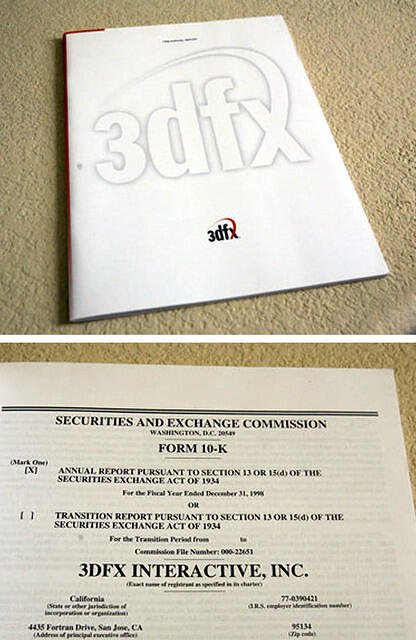 1998 ANNUAL REPORT
3dfx
3dfx
SECURITIES AND EXCHANGE COMMISSION
WASHINGTON, D.C. 20549
FORM 10-K
(Mark One)
[X] ANNUAL REPORT PURSUANT TO SECTION 13 OR 15(d) OF THE
SECURITIES EXCHANGE ACT OF 1934
For the Fiscal Year Ended December 31, 1998
OR
[ ] TRANSITION REPORT PURSUANT TO SECTION 13 OR 15(d) OF THE
SECURITIES EXCHANGE ACT OF 1934
For the Transition Period from to
Commission File Number: 000-22651
3DFX INTERACTIVE, INC.
(Exact name of registrant as specified in its charter)
California 77-0390421
(State or other jurisdiction of (I.R.S. employer identification number)
incorporation or organization)
4435 Fortran Drive, San Jose, CA 95134
(Address of principal executive office) (Zip code)